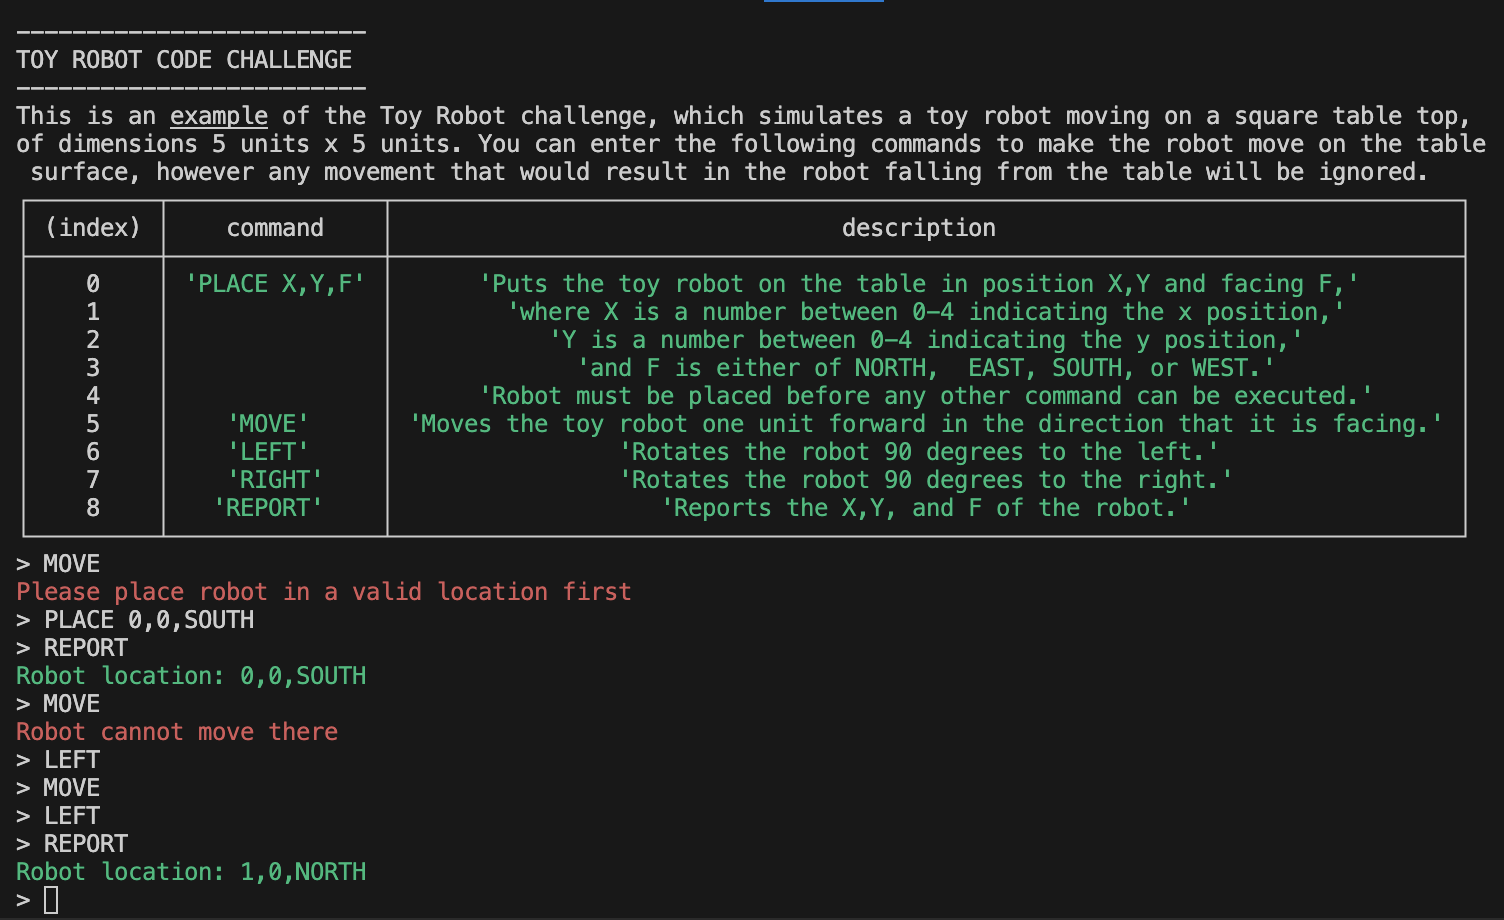 -------------------------
TOY ROBOT CODE CHALLENGE
-------------------------
This is an example of the Toy Robot challenge, which simulates a toy robot moving on a square table top,
of dimensions 5 units x 5 units. You can enter the following commands to make the robot move on the table
surface, however any movement that would result in the robot falling from the table will be ignored.
(index) command description
0 'PLACE X,Y,F' 'Puts the toy robot on the table in position X,Y and facing F,'
1 'where X is a number between 0-4 indicating the x position,'
2 'Y is a number between 0-4 indicating the y position,'
3 'and F is either of NORTH,  EAST, SOUTH, or WEST.'
4 'Robot must be placed before any other command can be executed.'
5 'MOVE' 'Moves the toy robot one unit forward in the direction that it is facing.'
6 'LEFT' 'Rotates the robot 90 degrees to the left.'
7 'RIGHT' 'Rotates the robot 90 degrees to the right.'
8 'REPORT' 'Reports the X,Y, and F of the robot.'
> MOVE
Please place robot in a valid location first
> PLACE 0,0,SOUTH
> REPORT
Robot location: 0,0,SOUTH
> MOVE
Robot cannot move there
> LEFT
> MOVE
> LEFT
> REPORT
Robot location: 1,0,NORTH
>